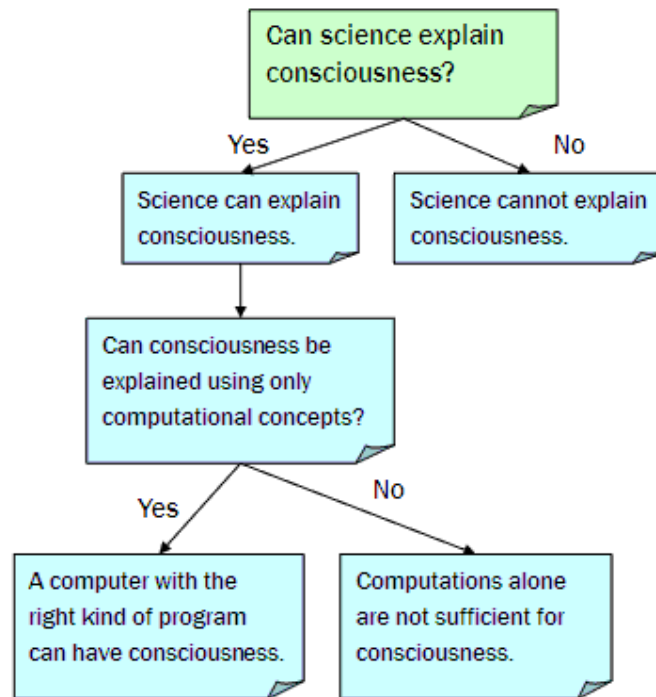 Can science explain
consciousness?
Yes
No
Science can explain
consciousness.
Science cannot explain
consciousness.
Can consciousness be
explained using only
computational concepts?
Yes
No
A computer with the
right kind of program
can have consciousness.
Computations alone
are not sufficient for
consciousness.